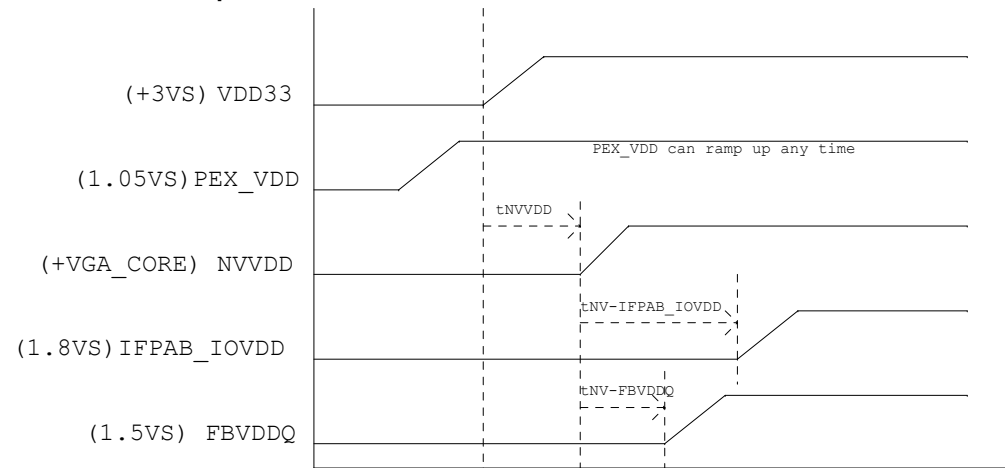 (+3VS) VDD33
PEX_VDD can ramp up any time
(1.05VS) PEX_VDD
tNVVDD
(+VGA_CORE) NVVDD
tNV-IFPAB_IOVDD
(1.8VS) IFPAB_IOVDD
tNV-FBVDDQ
(1.5VS) FBVDDQ